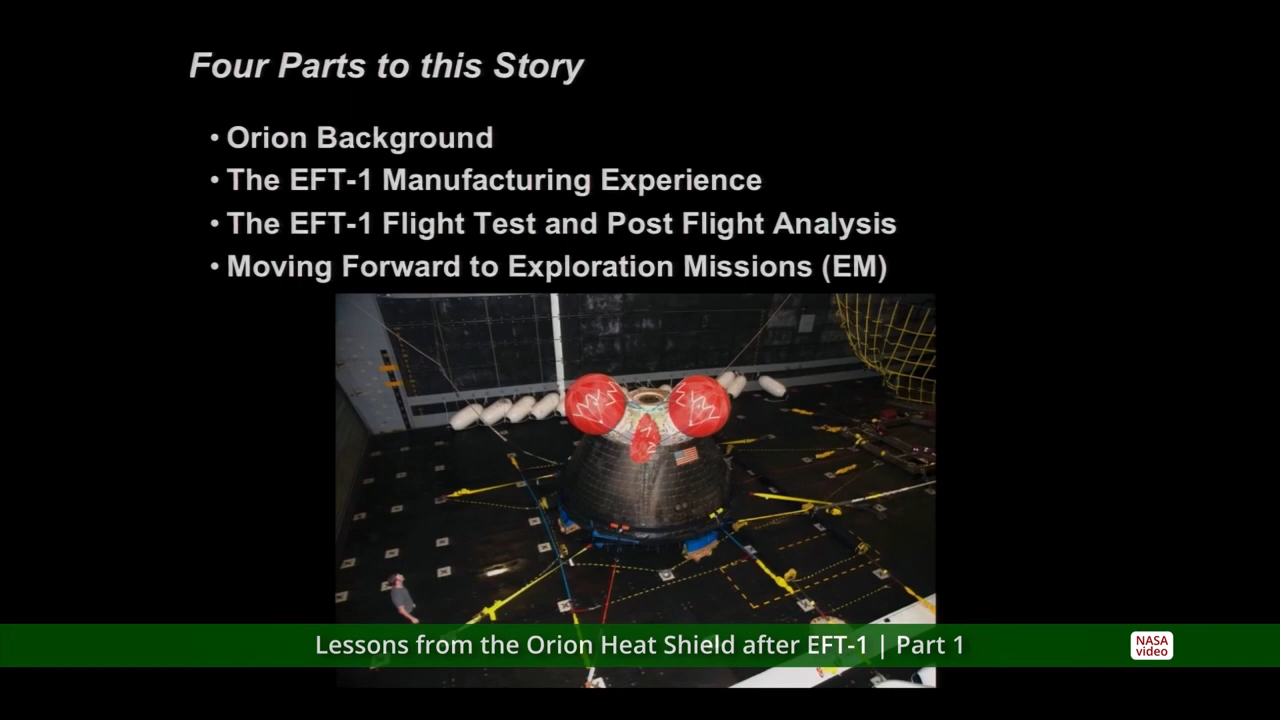 Four Parts to this Story
• Orion Background
• The EFT-1 Manufacturing Experience
• The EFT-1 Flight Test and Post Flight Analysis
• Moving Forward to Exploration Missions (EM)
Lessons from the Orion Heat Shield after EFT-1 | Part 1
NASA
video